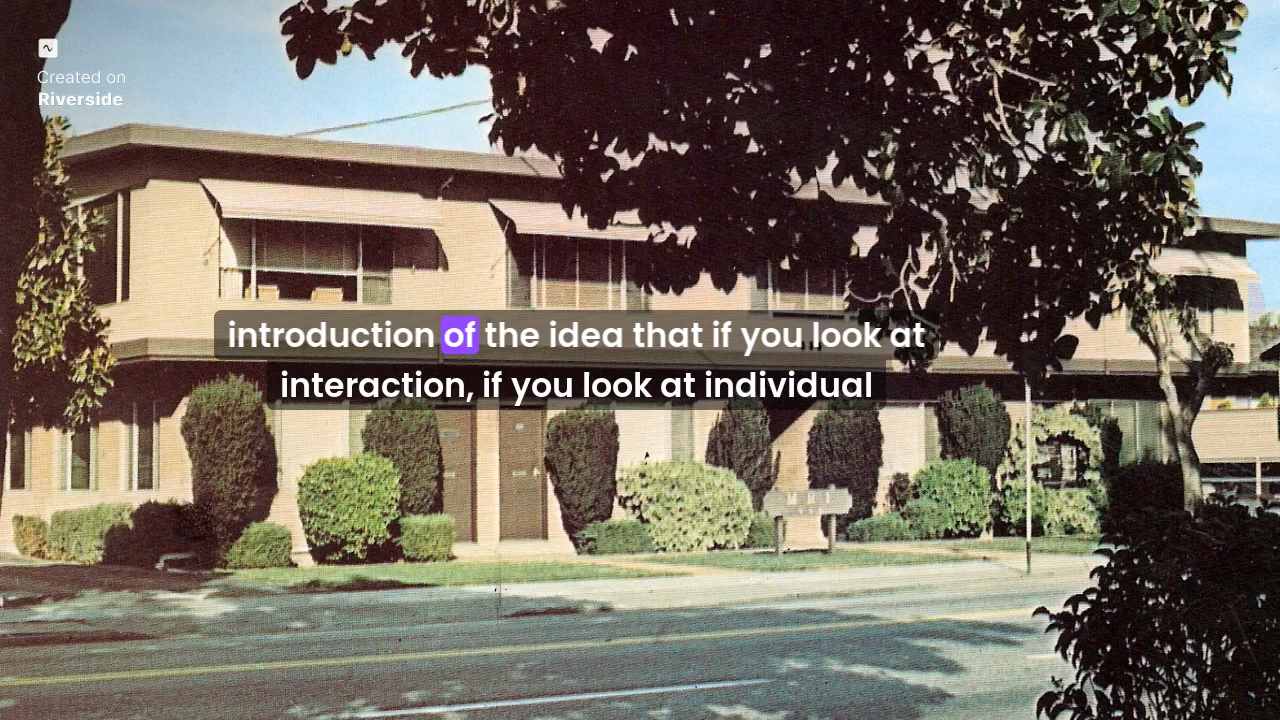 Created on
Riverside
introduction of the idea that if you look at
interaction, if you look at individual